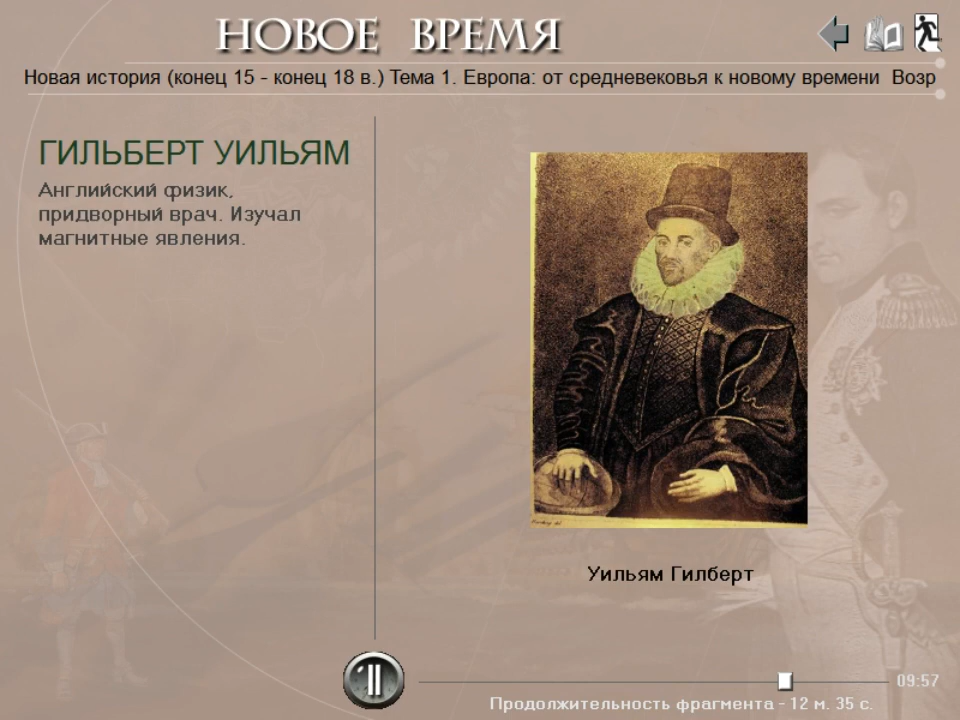 НОВОЕ ВРЕМЯ
Новая история (конец 15 - конец 18 в.) Тема 1. Европа: от средневековья к новому времени Возр
ГИЛЬБЕРТ УИЛЬЯМ
Английский физик,
придворный врач. Изучал
магнитные явления.
Уильям Гилберт
09:57
Продолжительность фрагмента - 12 м. 35 с.